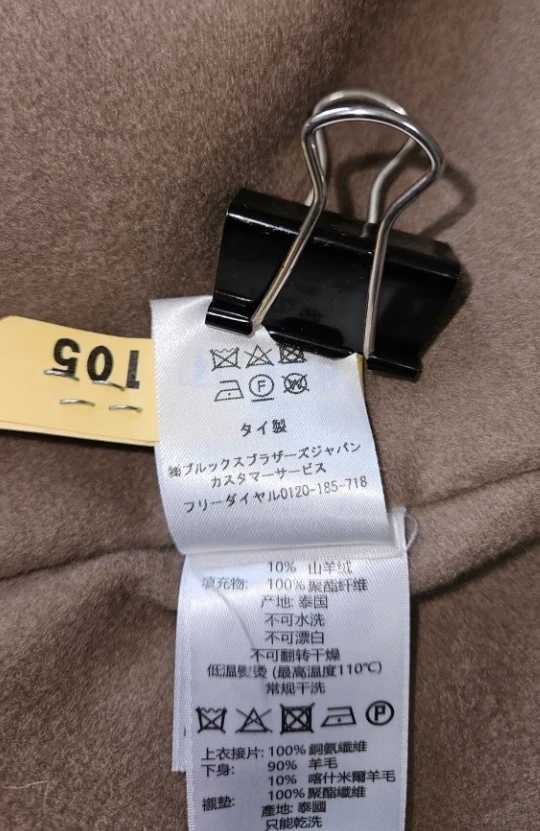 105
タイ製
㈱ブルックスブラザーズジャパン
カスタマーサービス
フリーダイヤル0120-185-718
10% 山羊绒
填充物: 100%聚酯纤维
产地: 泰国
不可水洗
不可漂白
不可翻转干燥
低温熨烫 (最高温度110℃)
常规干洗
上衣接片: 100%銅氨纖維
下身: 90% 羊毛
10% 喀什米爾羊毛
襯墊: 100%聚酯纖維
產地: 泰國
只能乾洗